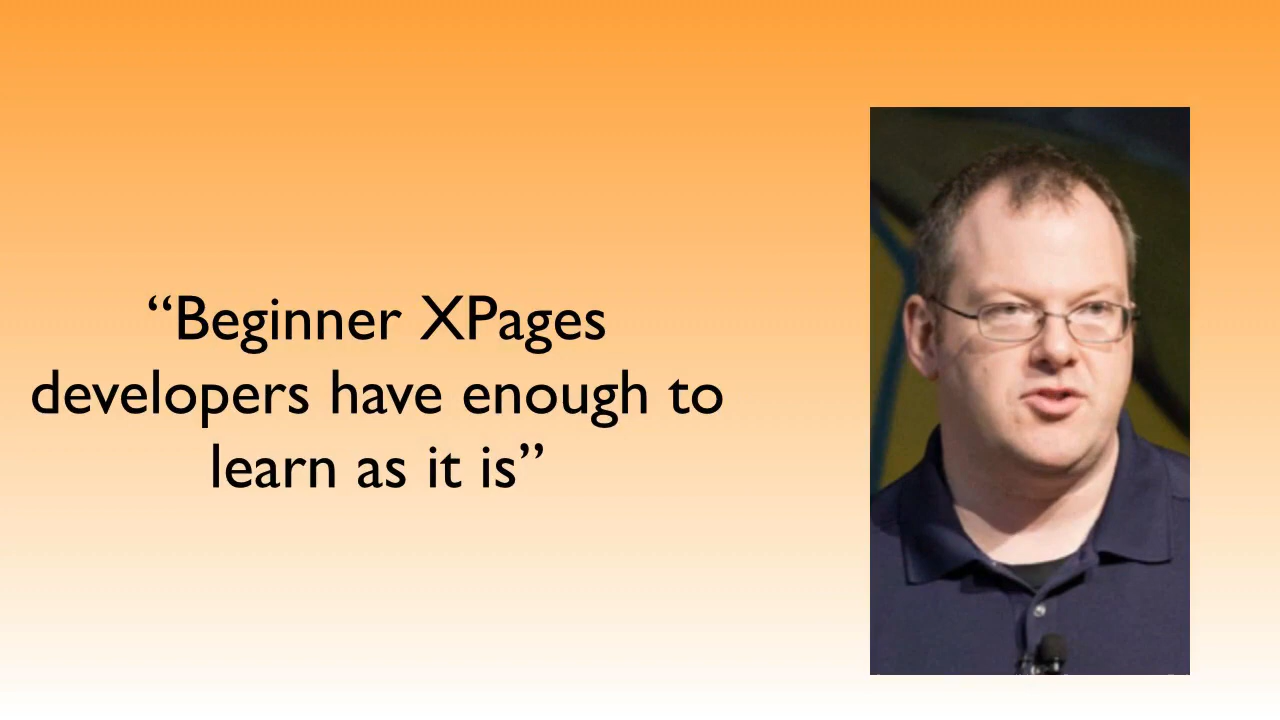 “Beginner XPages
developers have enough to
learn as it is”